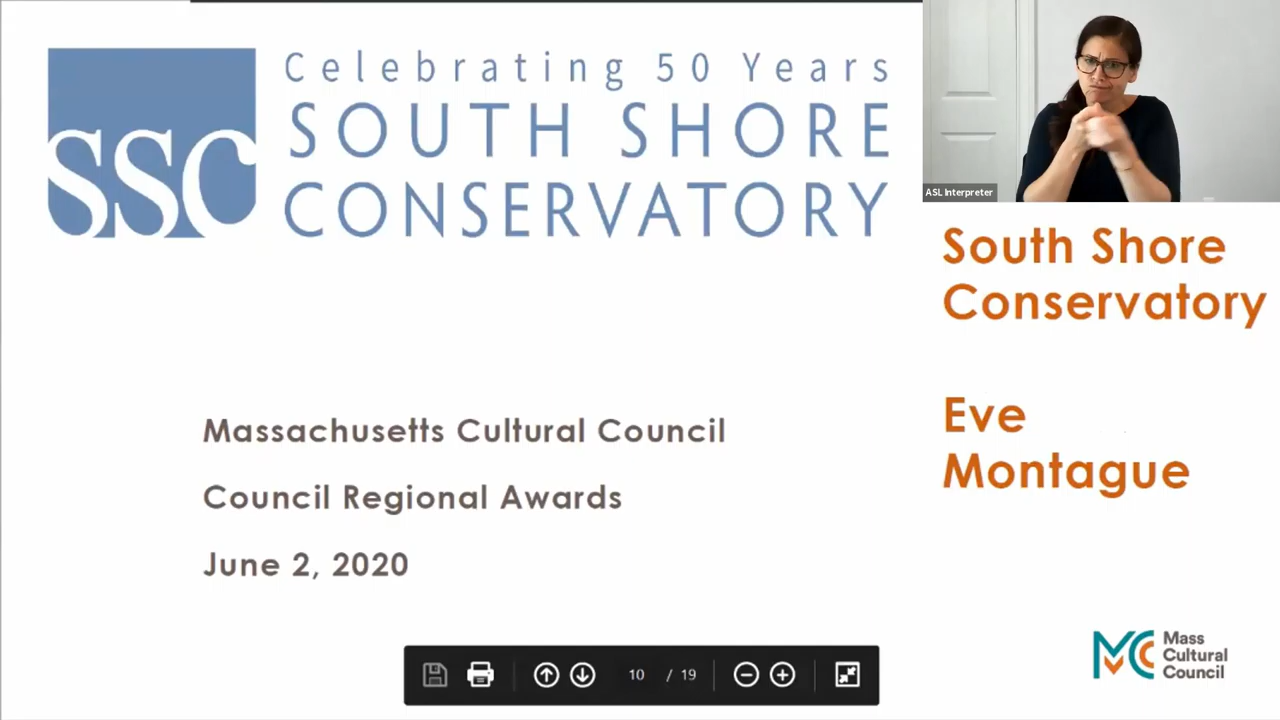 Celebrating 50 Years
SSC
SOUTH SHORE
CONSERVATORY
ASL Interpreter
South Shore
Conservatory
Eve
Montague
Massachusetts Cultural Council
Council Regional Awards
June 2, 2020
10 / 19
MCC
Mass
Cultural
Council